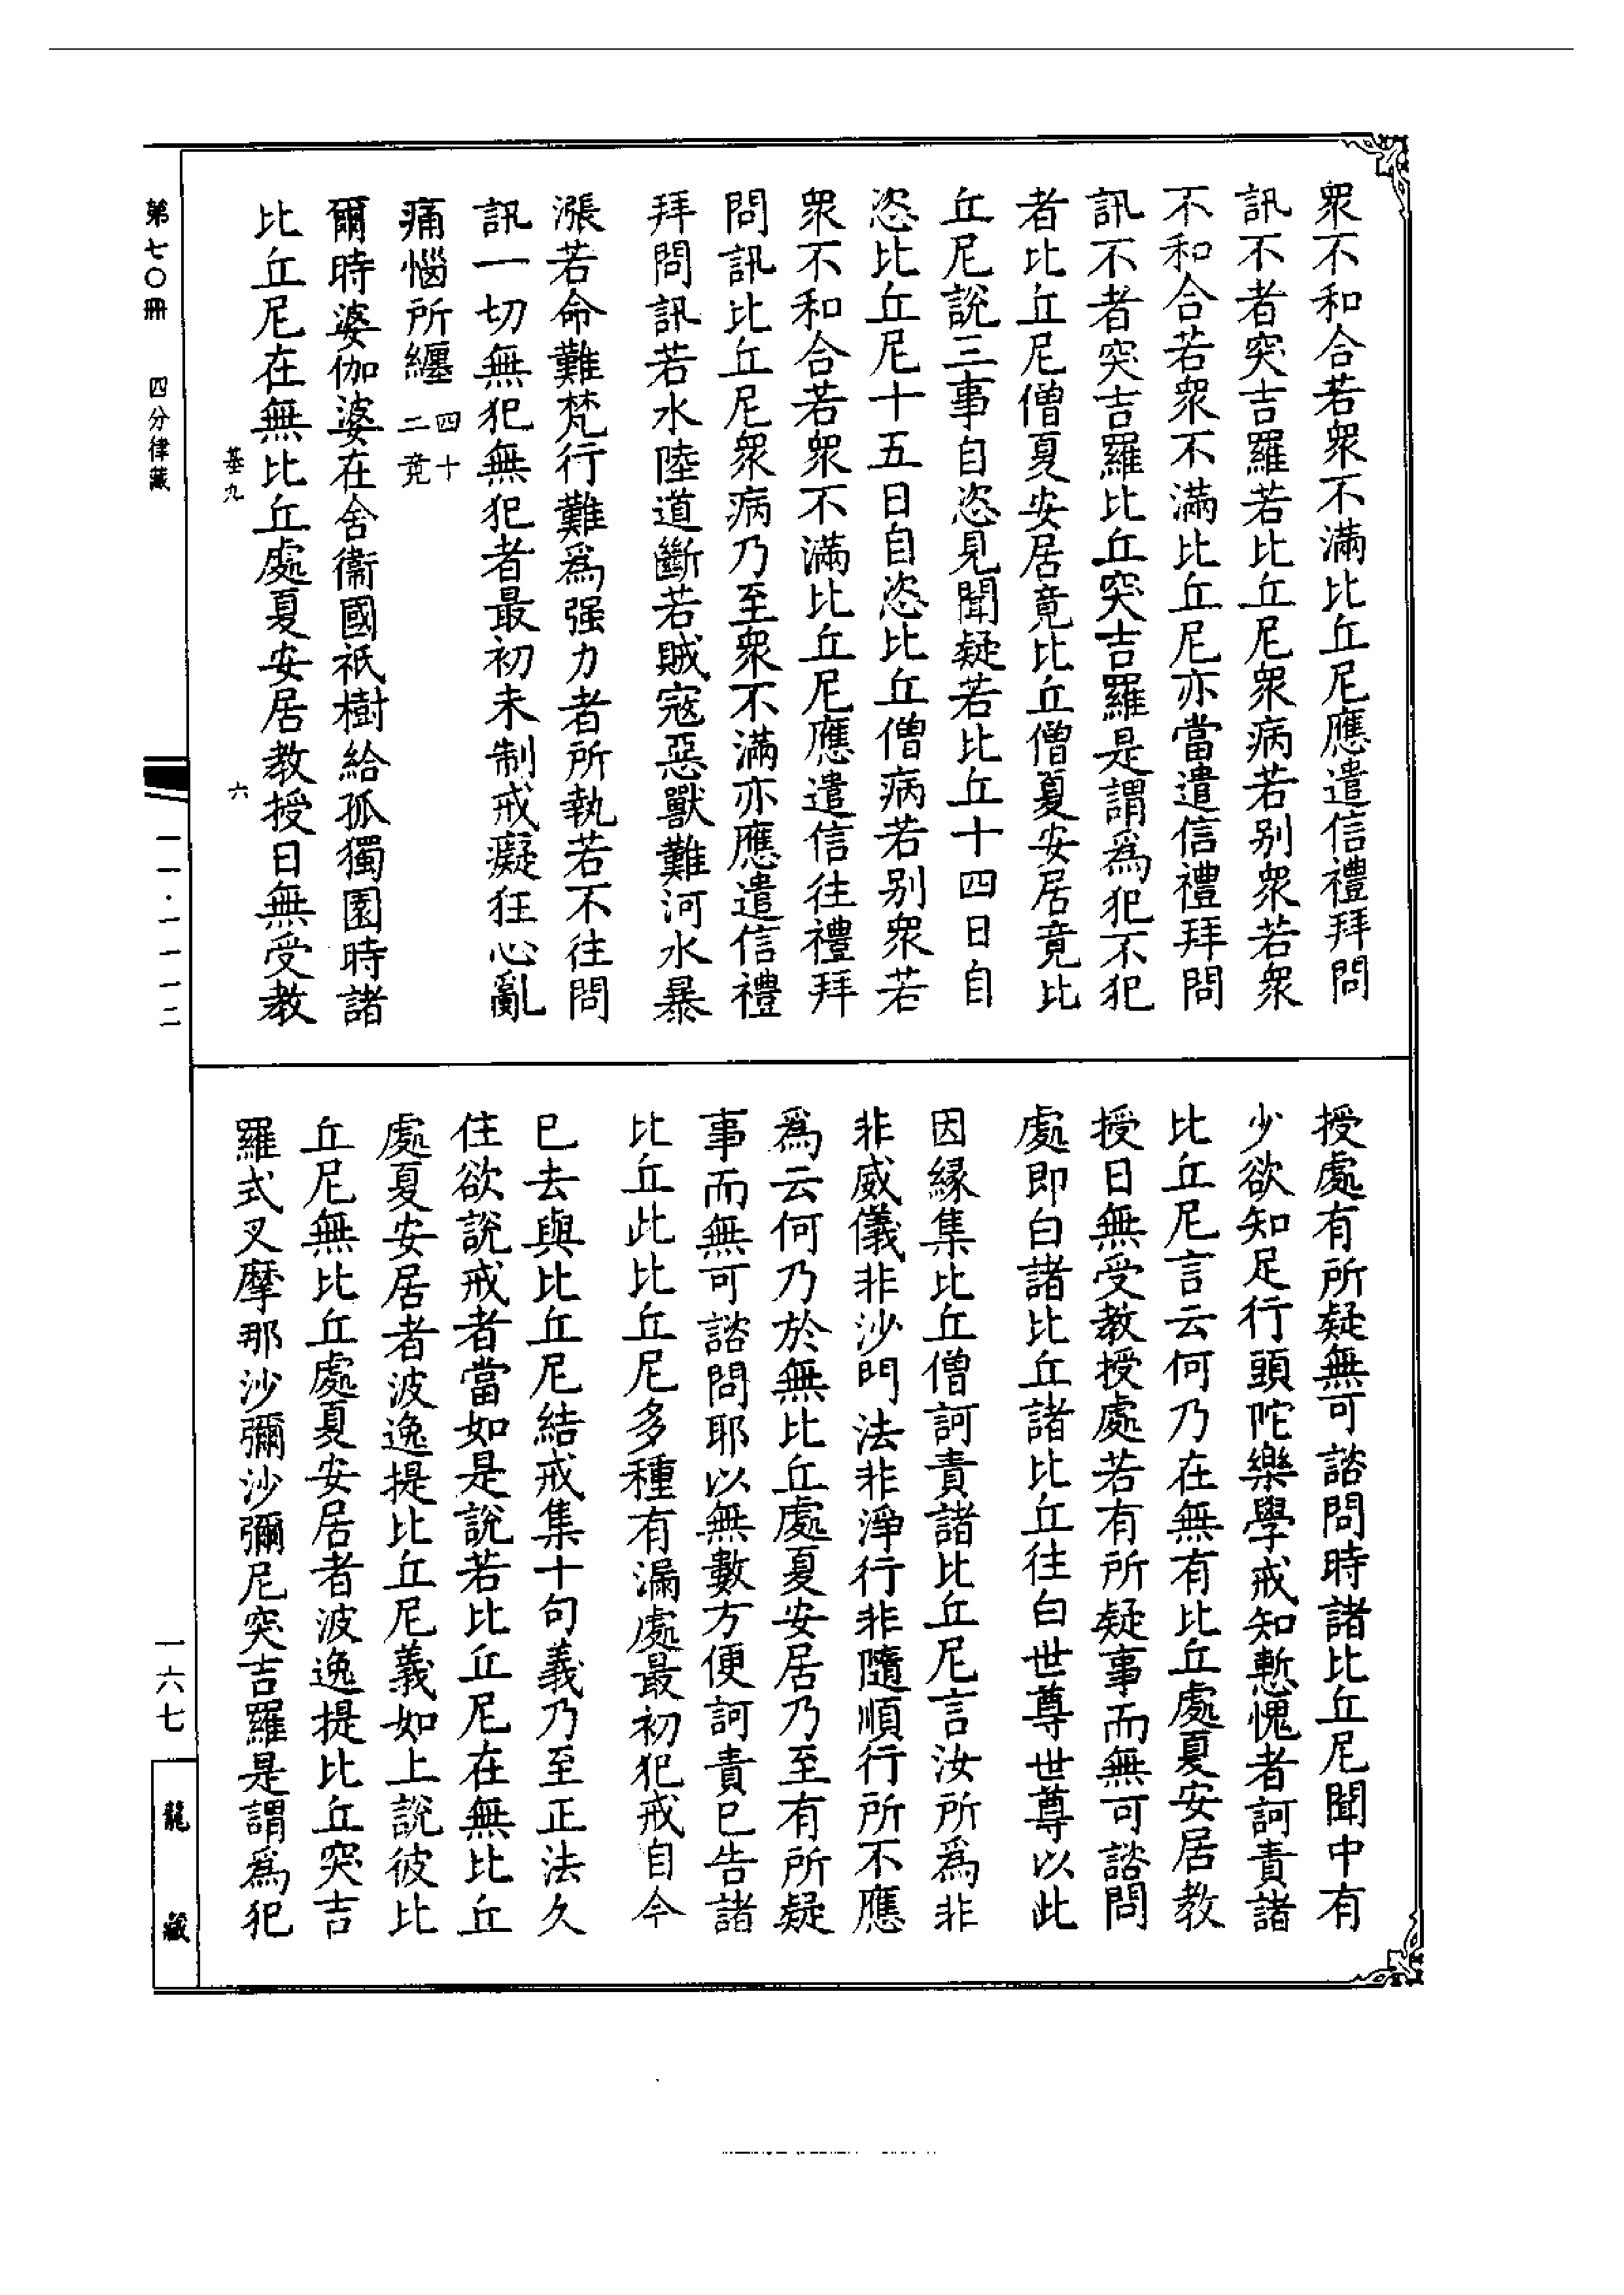 衆不和合若衆不滿比丘尼應遣信禮拜問
訊不者突吉羅若比丘尼衆病若別衆若衆
不和合若衆不滿比丘尼亦當遣信禮拜問
訊不者突吉羅比丘突吉羅是謂爲犯不犯
者比丘尼僧夏安居竟比丘僧夏安居竟比
丘尼說三事自恣見聞疑若比丘十四日自
恣比丘尼十五日自恣比丘僧病若別衆若
衆不和合若衆不滿比丘尼應遣信往禮拜
問訊比丘尼衆病乃至衆不滿亦應遣信禮
拜問訊若水陸道斷若賊寇惡獸難河水暴
漲若命難梵行難爲强力者所執若不往問
訊一切無犯無犯者最初未制戒癡狂心亂
痛惱所纏四十二竟
爾時婆伽婆在舍衞國祇樹給孤獨園時諸
比丘尼在無比丘處夏安居教授日無受教
授處有所疑無可諮問時諸比丘尼聞中有
少欲知足行頭陀樂學戒知慙愧者訶責諸
比丘尼言云何乃在無有比丘處夏安居教
授日無受教授處若有所疑事而無可諮問
處即白諸比丘諸比丘往白世尊世尊以此
因緣集比丘僧訶責諸比丘尼言汝所爲非
非威儀非沙門法非淨行非隨順行所不應
爲云何乃於無比丘處夏安居乃至有所疑
事而無可諮問耶以無數方便訶責已告諸
比丘此比丘尼多種有漏處最初犯戒自今
已去與比丘尼結戒集十句義乃至正法久
住欲說戒者當如是說若比丘尼在無比丘
處夏安居者波逸提比丘尼義如上說彼比
丘尼無比丘處夏安居者波逸提比丘突吉
羅式叉摩那沙彌沙彌尼突吉羅是謂爲犯
第七〇冊 四分律藏
基九 六
一一·一一一二
一六七
龍藏